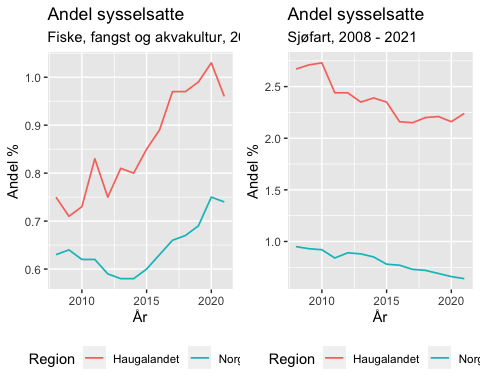 Andel sysselsatte
Fiske, fangst og akvakultur, 20
1.0
0.9
0.8
0.7
0.6
Andel %
2010 2015 2020
År
Region Haugalandet Norg
Andel sysselsatte
Sjøfart, 2008 - 2021
2.5
2.0
1.5
1.0
Andel %
2010 2015 2020
År
Region Haugalandet Norg